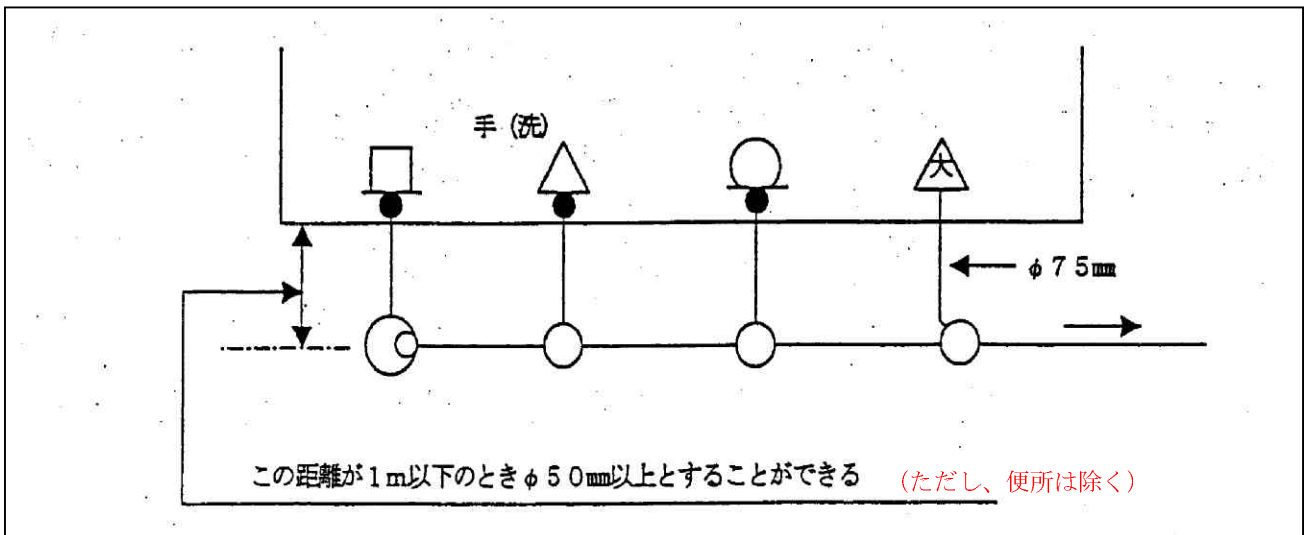 手(洗)
大
φ75㎜
この距離が1m以下のときφ50㎜以上とすることができる (ただし、便所は除く)